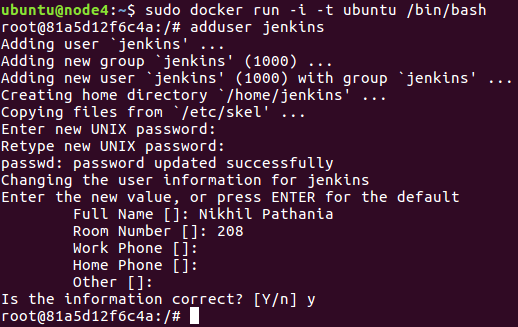 ubuntu@node4:~$ sudo docker run -i -t ubuntu /bin/bash
root@81a5d12f6c4a:/# adduser jenkins
Adding user `jenkins' ...
Adding new group `jenkins' (1000) ...
Adding new user `jenkins' (1000) with group `jenkins' ...
Creating home directory `/home/jenkins' ...
Copying files from `/etc/skel' ...
Enter new UNIX password:
Retype new UNIX password:
passwd: password updated successfully
Changing the user information for jenkins
Enter the new value, or press ENTER for the default
        Full Name []: Nikhil Pathania
        Room Number []: 208
        Work Phone []:
        Home Phone []:
        Other []:
Is the information correct? [Y/n] y
root@81a5d12f6c4a:/#